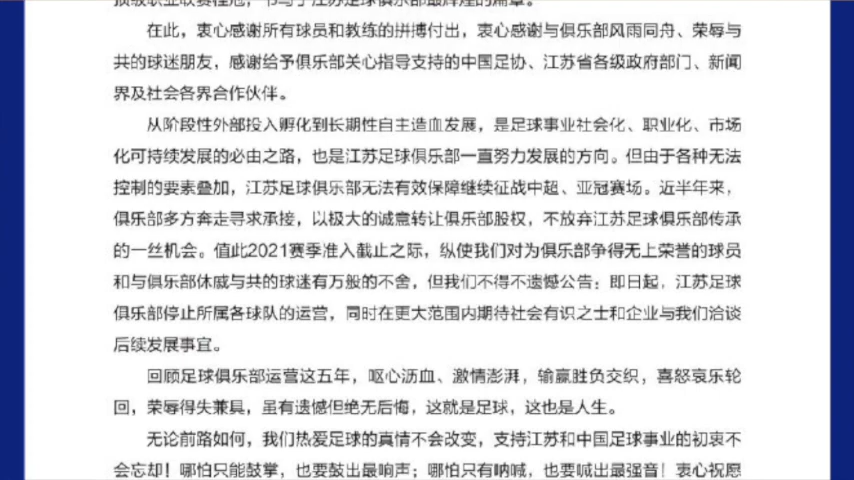 顶级职业联赛桂冠，书写了江苏足球俱乐部最辉煌的篇章。
在此，衷心感谢所有球员和教练的拼搏付出，衷心感谢与俱乐部风雨同舟、荣辱与
共的球迷朋友，感谢给予俱乐部关心指导支持的中国足协、江苏省各级政府部门、新闻
界及社会各界合作伙伴。
从阶段性外部投入孵化到长期性自主造血发展，是足球事业社会化、职业化、市场
化可持续发展的必由之路，也是江苏足球俱乐部一直努力发展的方向。但由于各种无法
控制的要素叠加，江苏足球俱乐部无法有效保障继续征战中超、亚冠赛场。近半年来，
俱乐部多方奔走寻求承接，以极大的诚意转让俱乐部股权，不放弃江苏足球俱乐部传承
的一丝机会。值此2021赛季准入截止之际，纵使我们对为俱乐部争得无上荣誉的球员
和与俱乐部休戚与共的球迷有万般的不舍，但我们不得不遗憾公告：即日起，江苏足球
俱乐部停止所属各球队的运营，同时在更大范围内期待社会有识之士和企业与我们洽谈
后续发展事宜。
回顾足球俱乐部运营这五年，呕心沥血、激情澎湃，输赢胜负交织，喜怒哀乐轮
回，荣辱得失兼具，虽有遗憾但绝无后悔，这就是足球，这也是人生。
无论前路如何，我们热爱足球的真情不会改变，支持江苏和中国足球事业的初衷不
会忘却！哪怕只能鼓掌，也要鼓出最响声；哪怕只有呐喊，也要喊出最强音！衷心祝愿